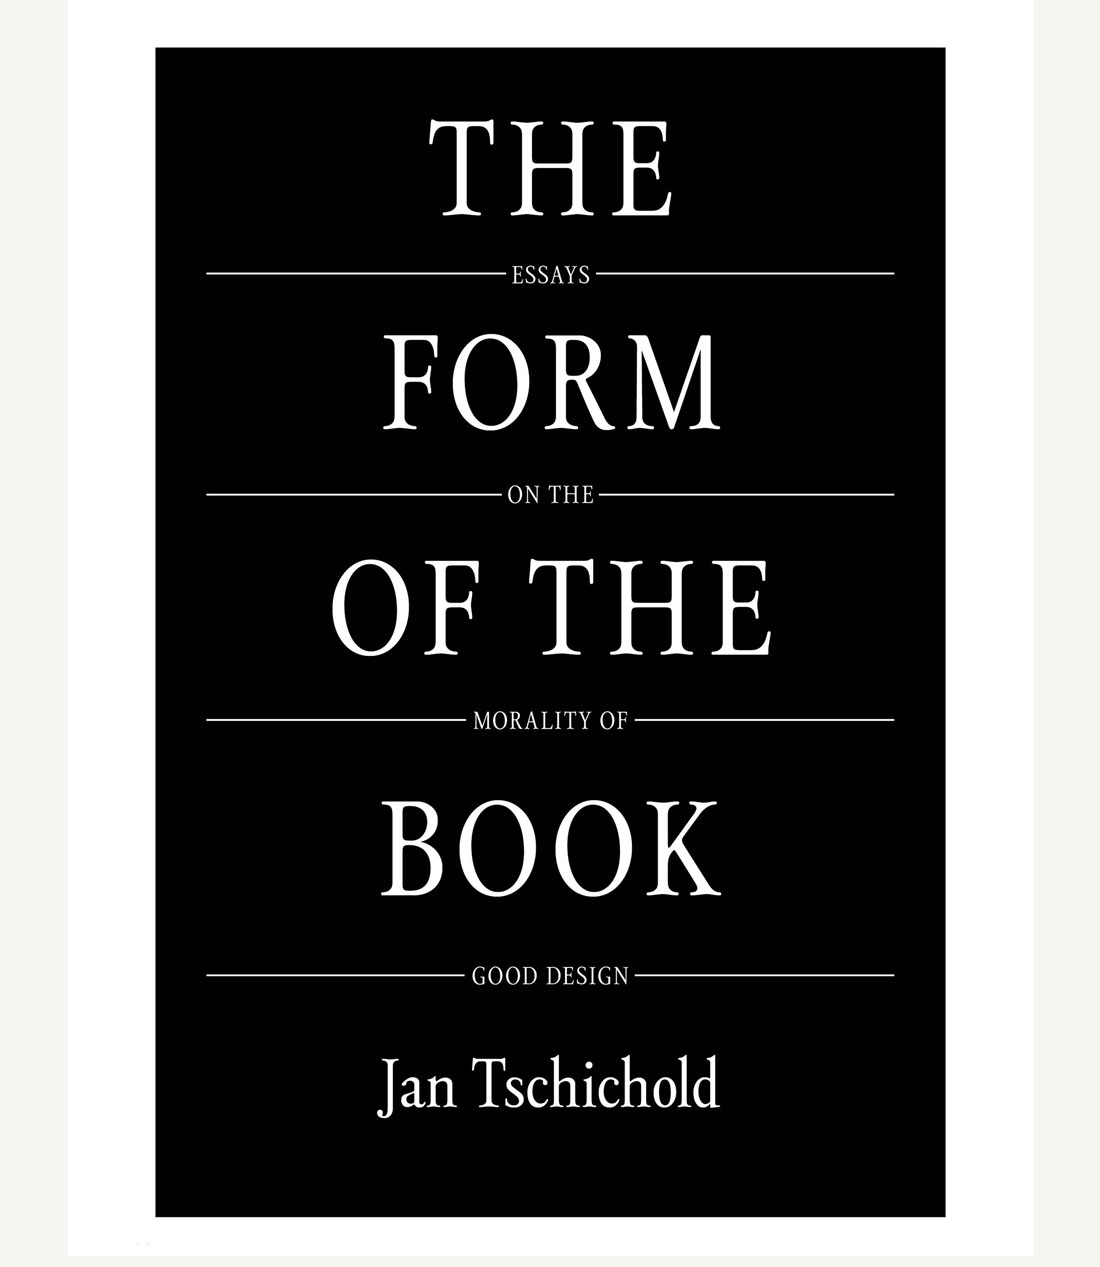 THE
ESSAYS
FORM
ON THE
OF THE
MORALITY OF
BOOK
GOOD DESIGN
Jan Tschichold